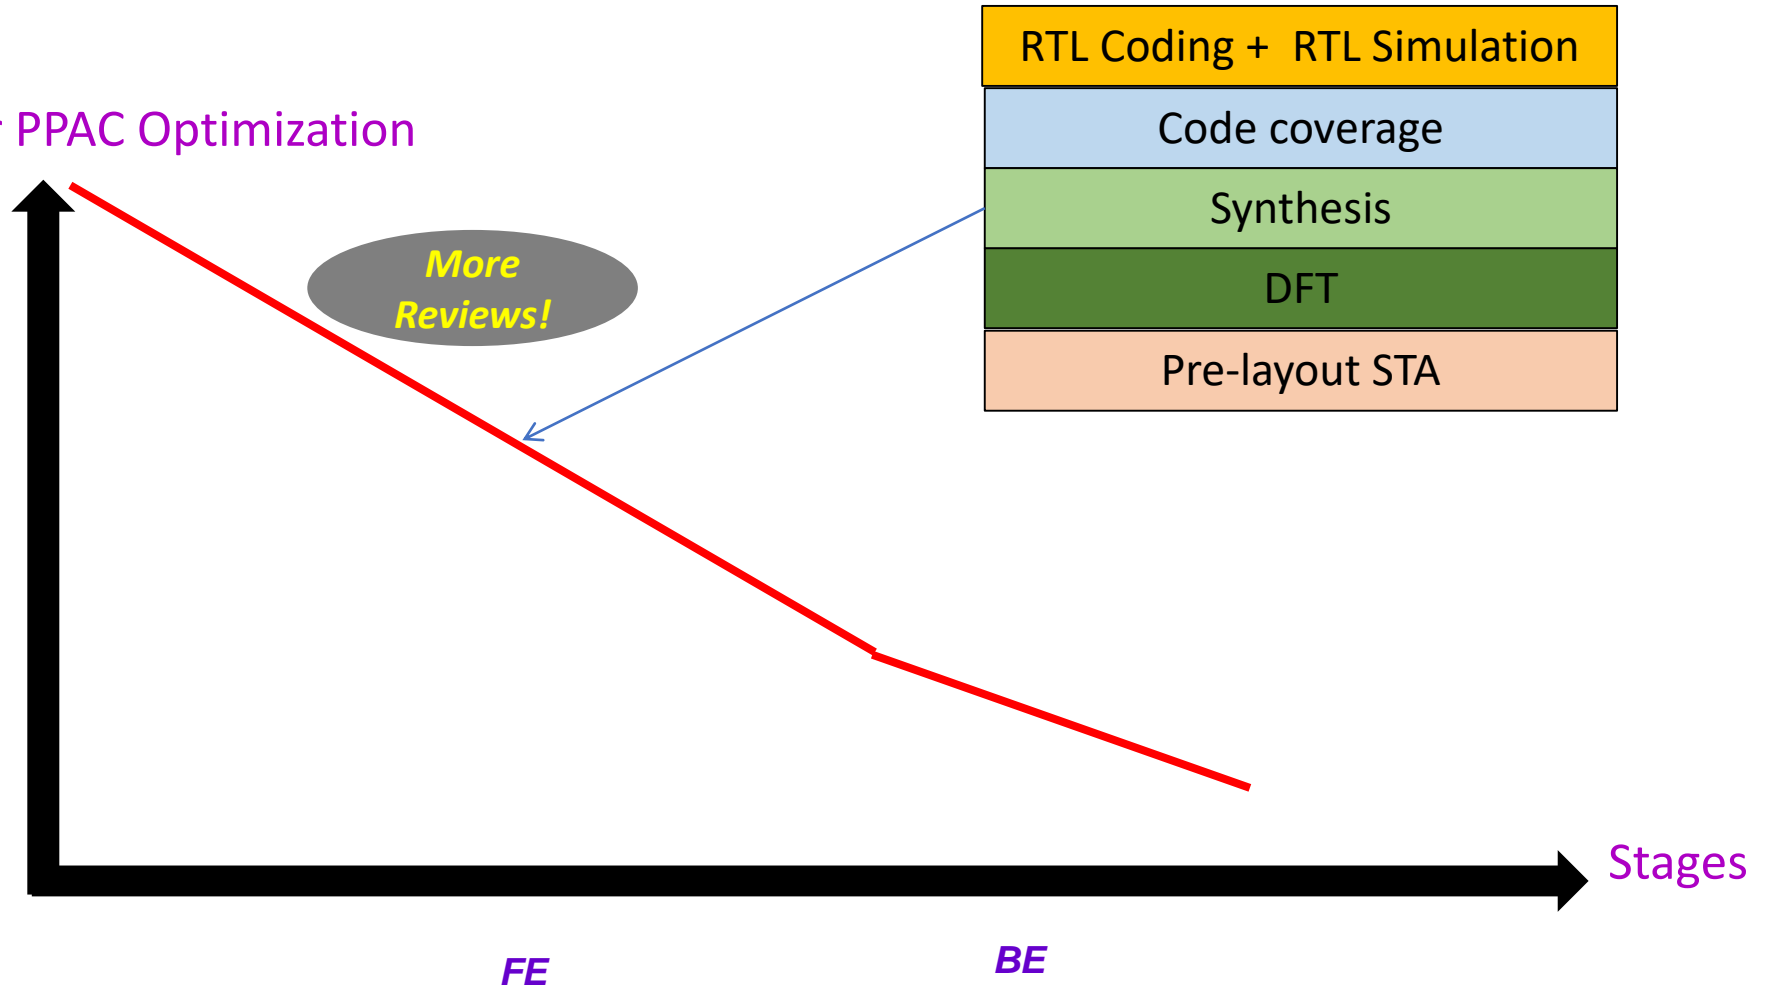 PPAC Optimization
RTL Coding + RTL Simulation
Code coverage
Synthesis
DFT
Pre-layout STA
More
Reviews!
Stages
FE
BE